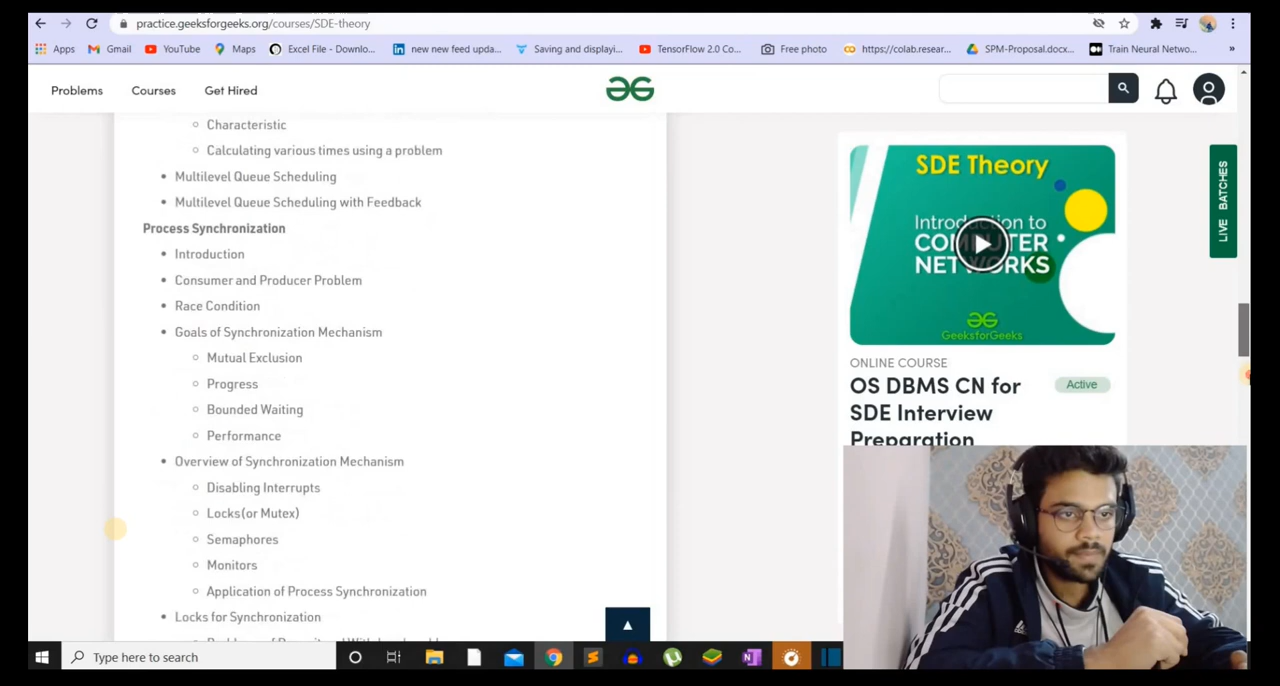 practice.geeksforgeeks.org/courses/SDE-theory
Apps
Gmail
YouTube
Maps
Excel File - Downlo...
new new feed upda...
Saving and displayi...
TensorFlow 2.0 Co...
Free photo
https://colab.resear...
SPM-Proposal.docx...
Train Neural Netwo...
»
Problems
Courses
Get Hired
Characteristic
Calculating various times using a problem
Multilevel Queue Scheduling
Multilevel Queue Scheduling with Feedback
Process Synchronization
Introduction
Consumer and Producer Problem
Race Condition
Goals of Synchronization Mechanism
Mutual Exclusion
Progress
Bounded Waiting
Performance
Overview of Synchronization Mechanism
Disabling Interrupts
Locks(or Mutex)
Semaphores
Monitors
Application of Process Synchronization
Locks for Synchronization
SDE Theory
Introduction to
COMPUTER
NETWORKS
GeeksforGeeks
ONLINE COURSE
OS DBMS CN for
SDE Interview
Preparation
Active
LIVE BATCHES
Type here to search